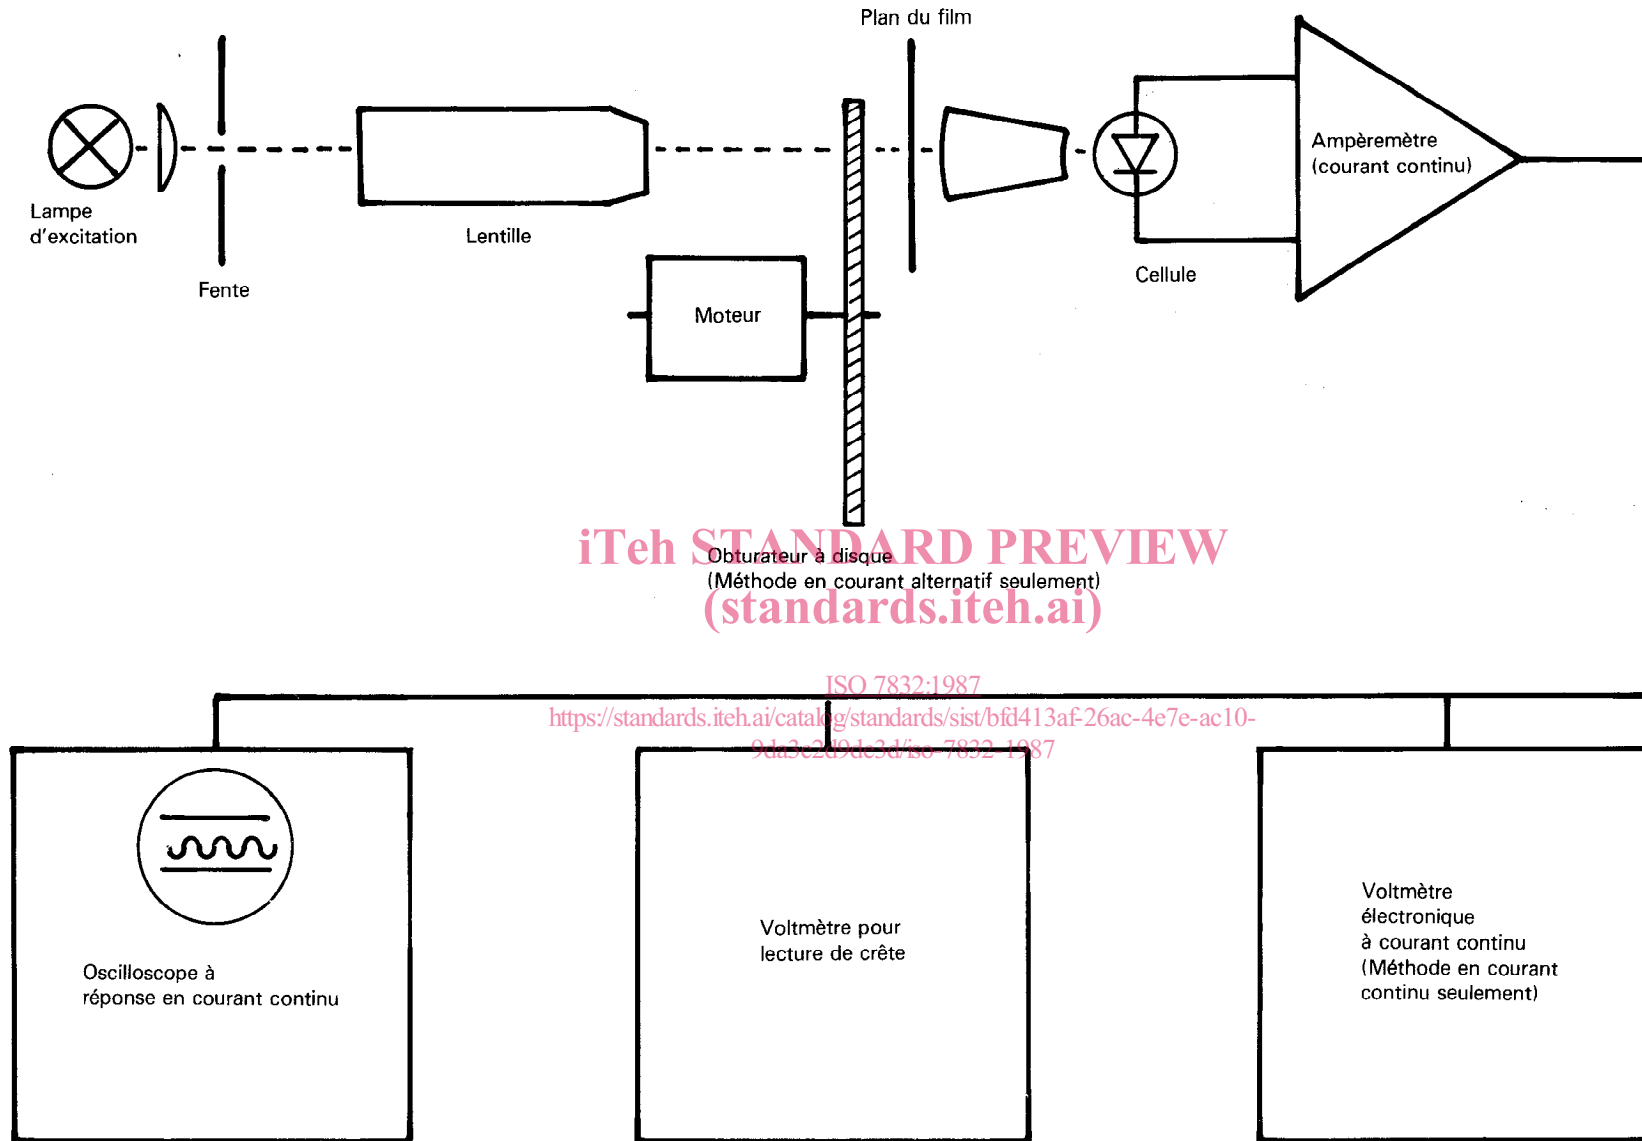 Plan du film
Ampèremètre
(courant continu)
Lampe
d'excitation
Lentille
Fente
Cellule
Moteur
iTeh STANDARD PREVIEW
Obturateur à disque
(Méthode en courant alternatif seulement)
(standards.iteh.ai)
ISO 7832:1987
https://standards.iteh.ai/catalog/standards/sist/bfd413af-26ac-4e7e-ac10-
9da3c2d9de3d/iso-7832-1987
Oscilloscope à
réponse en courant continu
Voltmètre pour
lecture de crête
Voltmètre
électronique
à courant continu
(Méthode en courant
continu seulement)